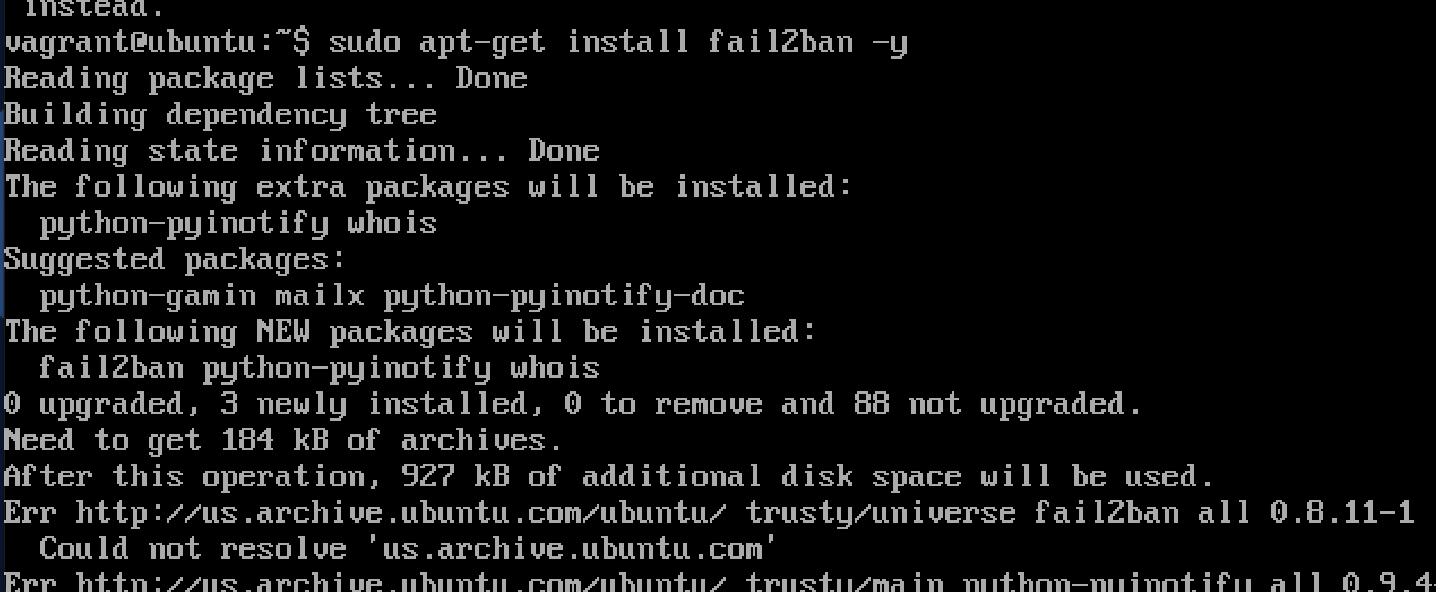 instead.
vagrant@ubuntu:~$ sudo apt-get install fail2ban -y
Reading package lists... Done
Building dependency tree
Reading state information... Done
The following extra packages will be installed:
  python-pyinotify whois
Suggested packages:
  python-gamin mailx python-pyinotify-doc
The following NEW packages will be installed:
  fail2ban python-pyinotify whois
0 upgraded, 3 newly installed, 0 to remove and 88 not upgraded.
Need to get 184 kB of archives.
After this operation, 927 kB of additional disk space will be used.
Err http://us.archive.ubuntu.com/ubuntu/ trusty/universe fail2ban all 0.8.11-1
  Could not resolve 'us.archive.ubuntu.com'
Err http://us.archive.ubuntu.com/ubuntu/ trusty/main python-pyinotify all 0.9.4-